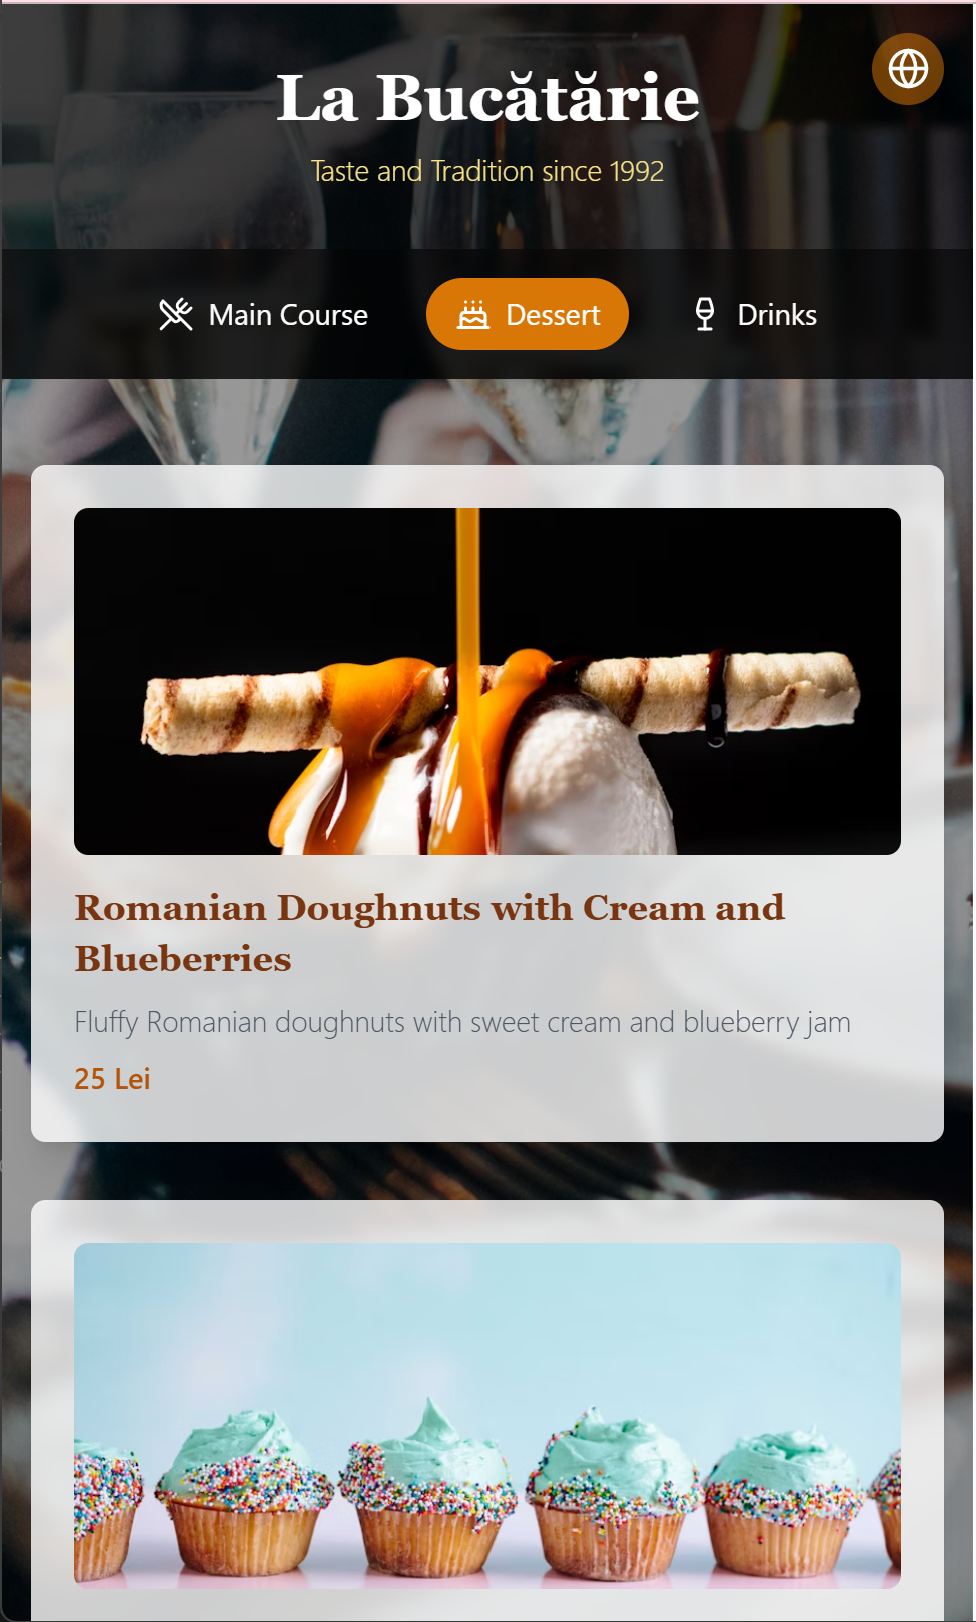 La Bucătărie
Taste and Tradition since 1992
Main Course
Dessert
Drinks
Romanian Doughnuts with Cream and
Blueberries
Fluffy Romanian doughnuts with sweet cream and blueberry jam
25 Lei